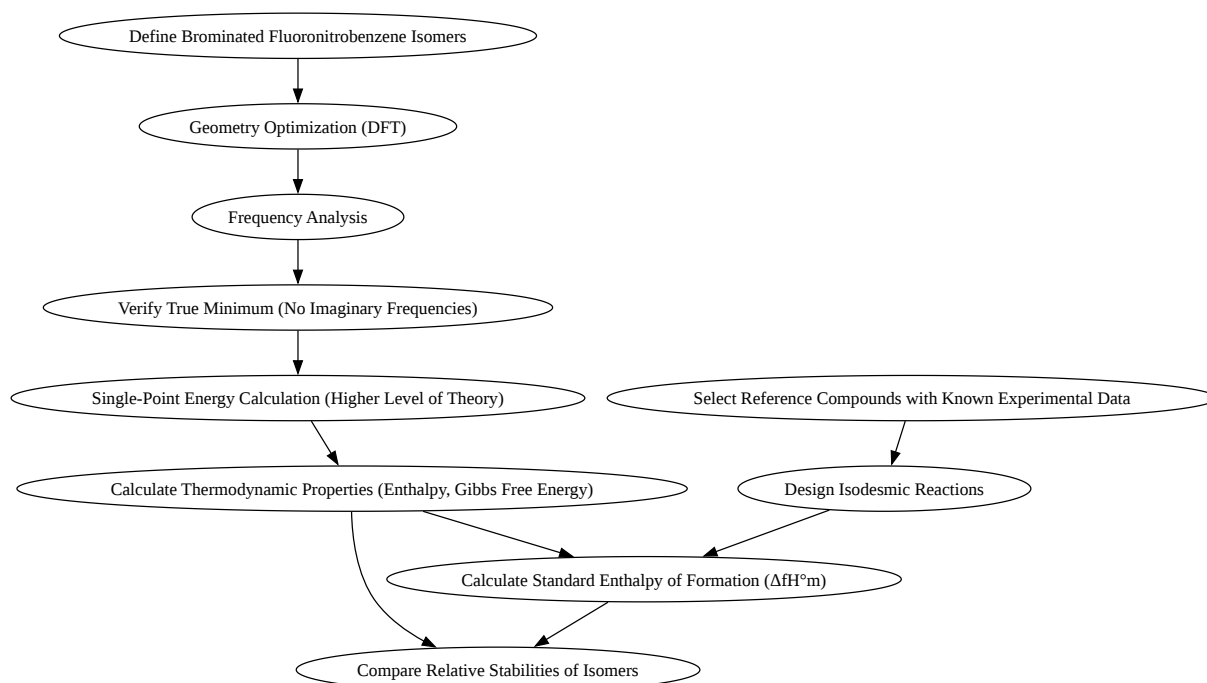 Define Brominated Fluoronitrobenzene Isomers
Geometry Optimization (DFT)
Frequency Analysis
Verify True Minimum (No Imaginary Frequencies)
Single-Point Energy Calculation (Higher Level of Theory)
Select Reference Compounds with Known Experimental Data
Calculate Thermodynamic Properties (Enthalpy, Gibbs Free Energy)
Design Isodesmic Reactions
Calculate Standard Enthalpy of Formation (ΔfH°m)
Compare Relative Stabilities of Isomers